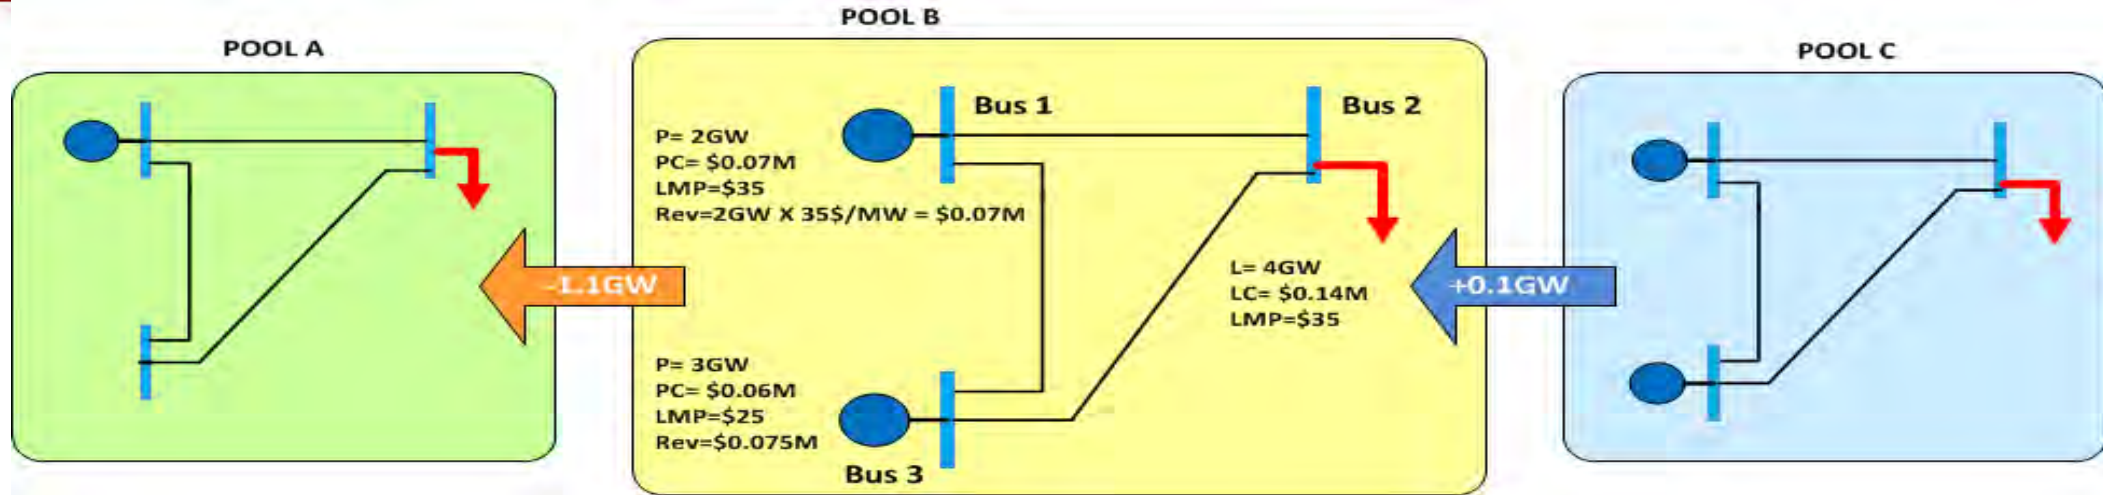 POOL A
POOL B
POOL C
P= 2GW
PC= $0.07M
LMP=$35
Rev=2GW X 35$/MW = $0.07M
Bus 1
Bus 2
-1.1GW
L= 4GW
LC= $0.14M
LMP=$35
+0.1GW
P= 3GW
PC= $0.06M
LMP=$25
Rev=$0.075M
Bus 3